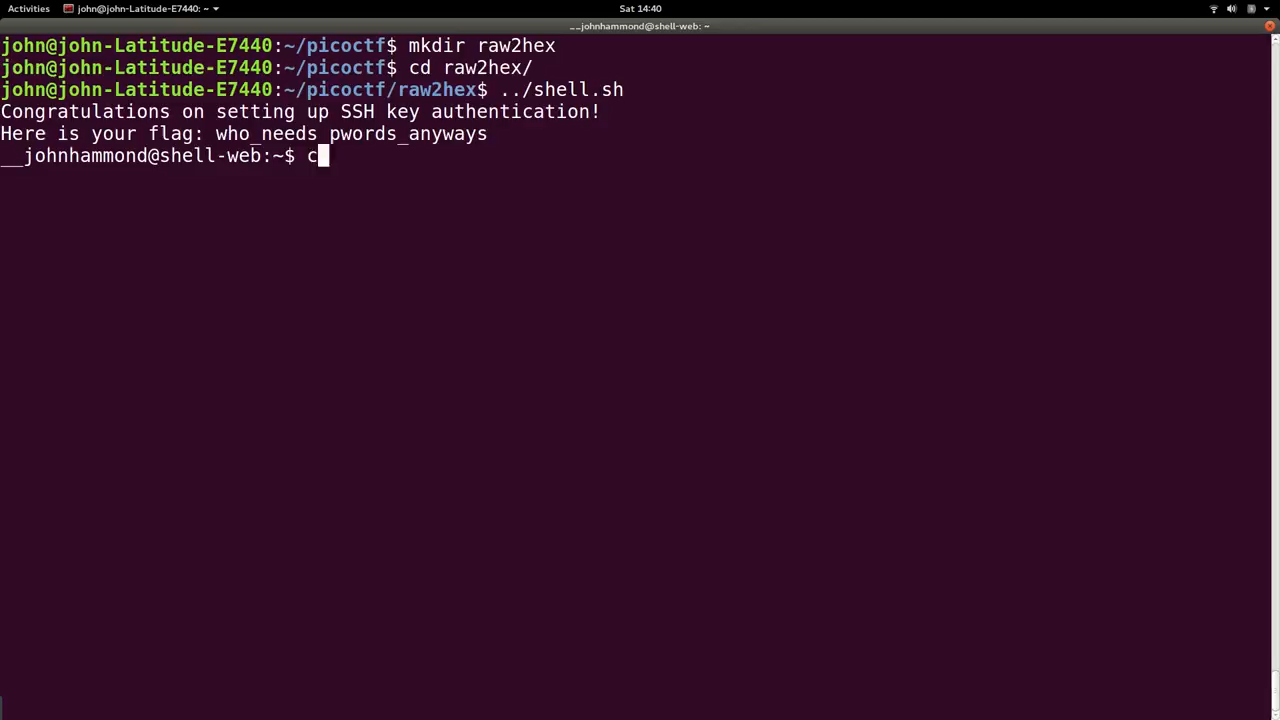 Activities john@john-Latitude-E7440: ~ Sat 14:40
__johnhammond@shell-web: ~
john@john-Latitude-E7440:~/picoctf$ mkdir raw2hex
john@john-Latitude-E7440:~/picoctf$ cd raw2hex/
john@john-Latitude-E7440:~/picoctf/raw2hex$ ../shell.sh
Congratulations on setting up SSH key authentication!
Here is your flag: who_needs_pwords_anyways
__johnhammond@shell-web:~$ c